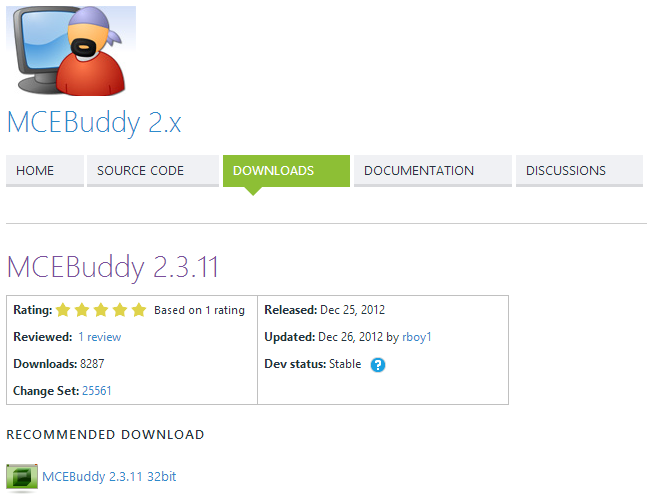 MCEBuddy 2.x
HOME SOURCE CODE DOWNLOADS DOCUMENTATION DISCUSSIONS
MCEBuddy 2.3.11
Rating: Based on 1 rating Released: Dec 25, 2012
Reviewed: 1 review Updated: Dec 26, 2012 by rboy1
Downloads: 8287 Dev status: Stable ?
Change Set: 25561
RECOMMENDED DOWNLOAD
MCEBuddy 2.3.11 32bit